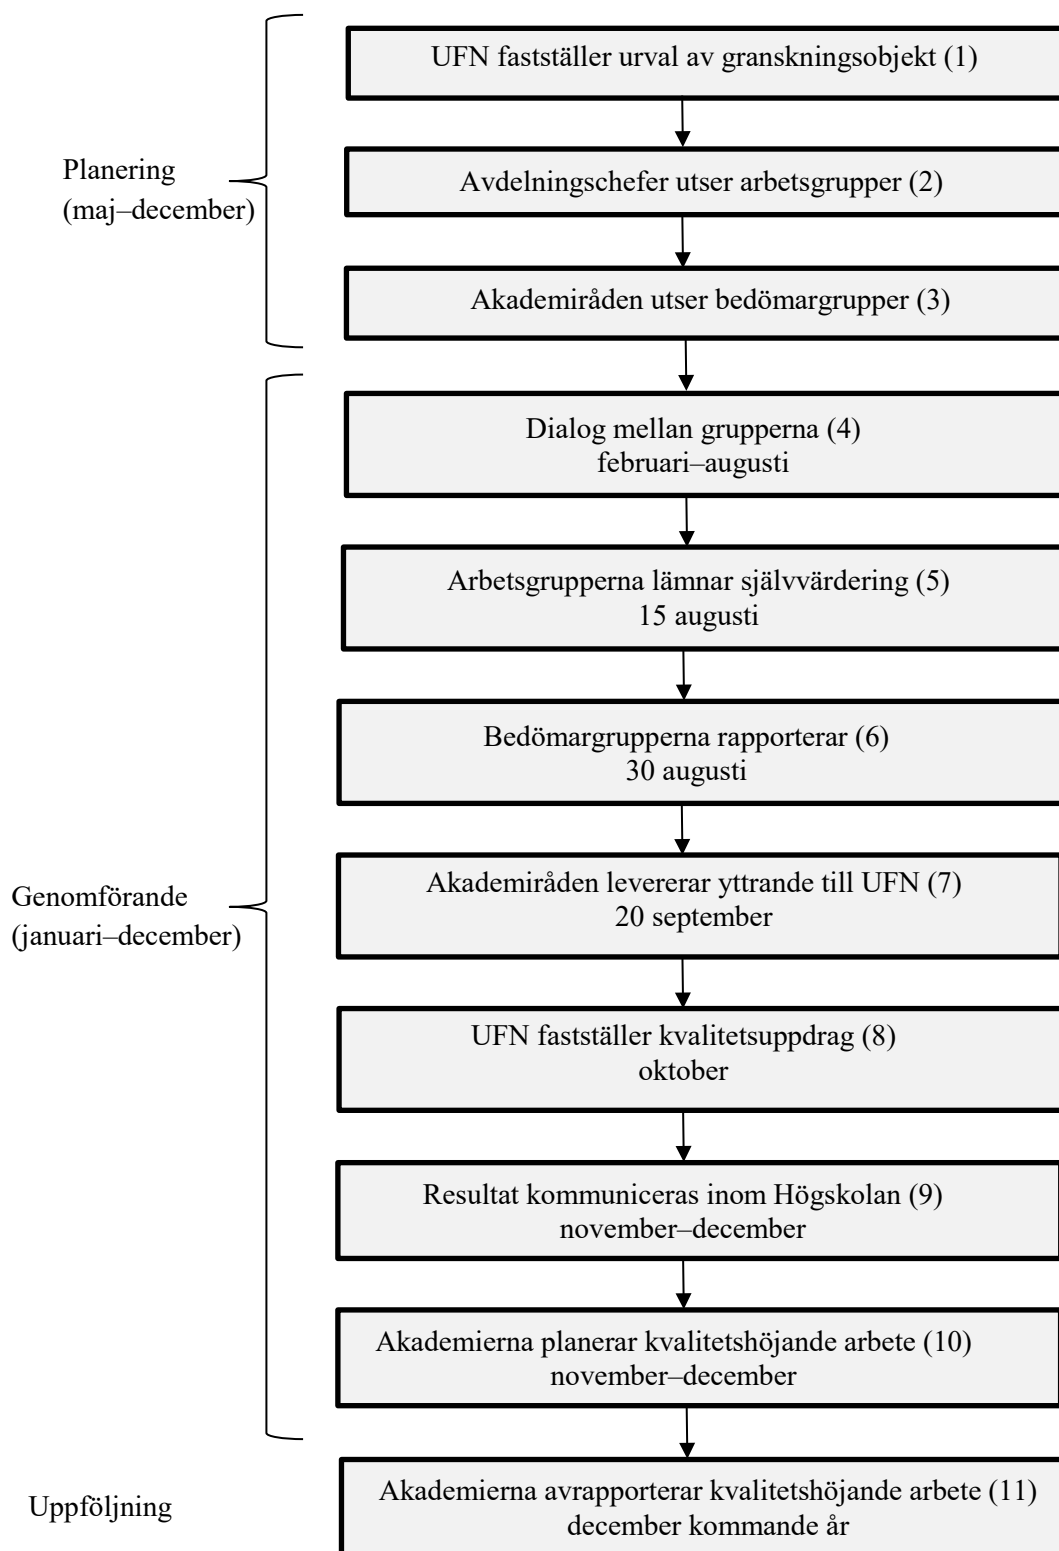 UFN fastställer urval av granskningsobjekt (1)
Planering
(maj–december)
Avdelningschefer utser arbetsgrupper (2)
Akademiråden utser bedömargrupper (3)
Dialog mellan grupperna (4)
februari–augusti
Arbetsgrupperna lämnar självvärdering (5)
15 augusti
Bedömargrupperna rapporterar (6)
30 augusti
Genomförande
(januari–december)
Akademiråden levererar yttrande till UFN (7)
20 september
UFN fastställer kvalitetsuppdrag (8)
oktober
Resultat kommuniceras inom Högskolan (9)
november–december
Akademierna planerar kvalitetshöjande arbete (10)
november–december
Uppföljning
Akademierna avrapporterar kvalitetshöjande arbete (11)
december kommande år